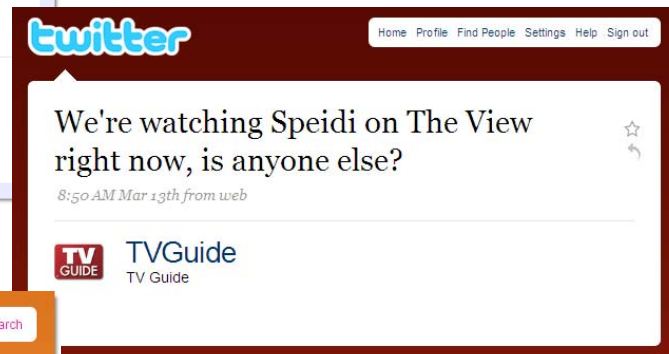 twitter
Home Profile Find People Settings Help Sign out
We're watching Speidi on The View
right now, is anyone else?
8:50 AM Mar 13th from web
TV
GUIDE
TVGuide
TV Guide
arch